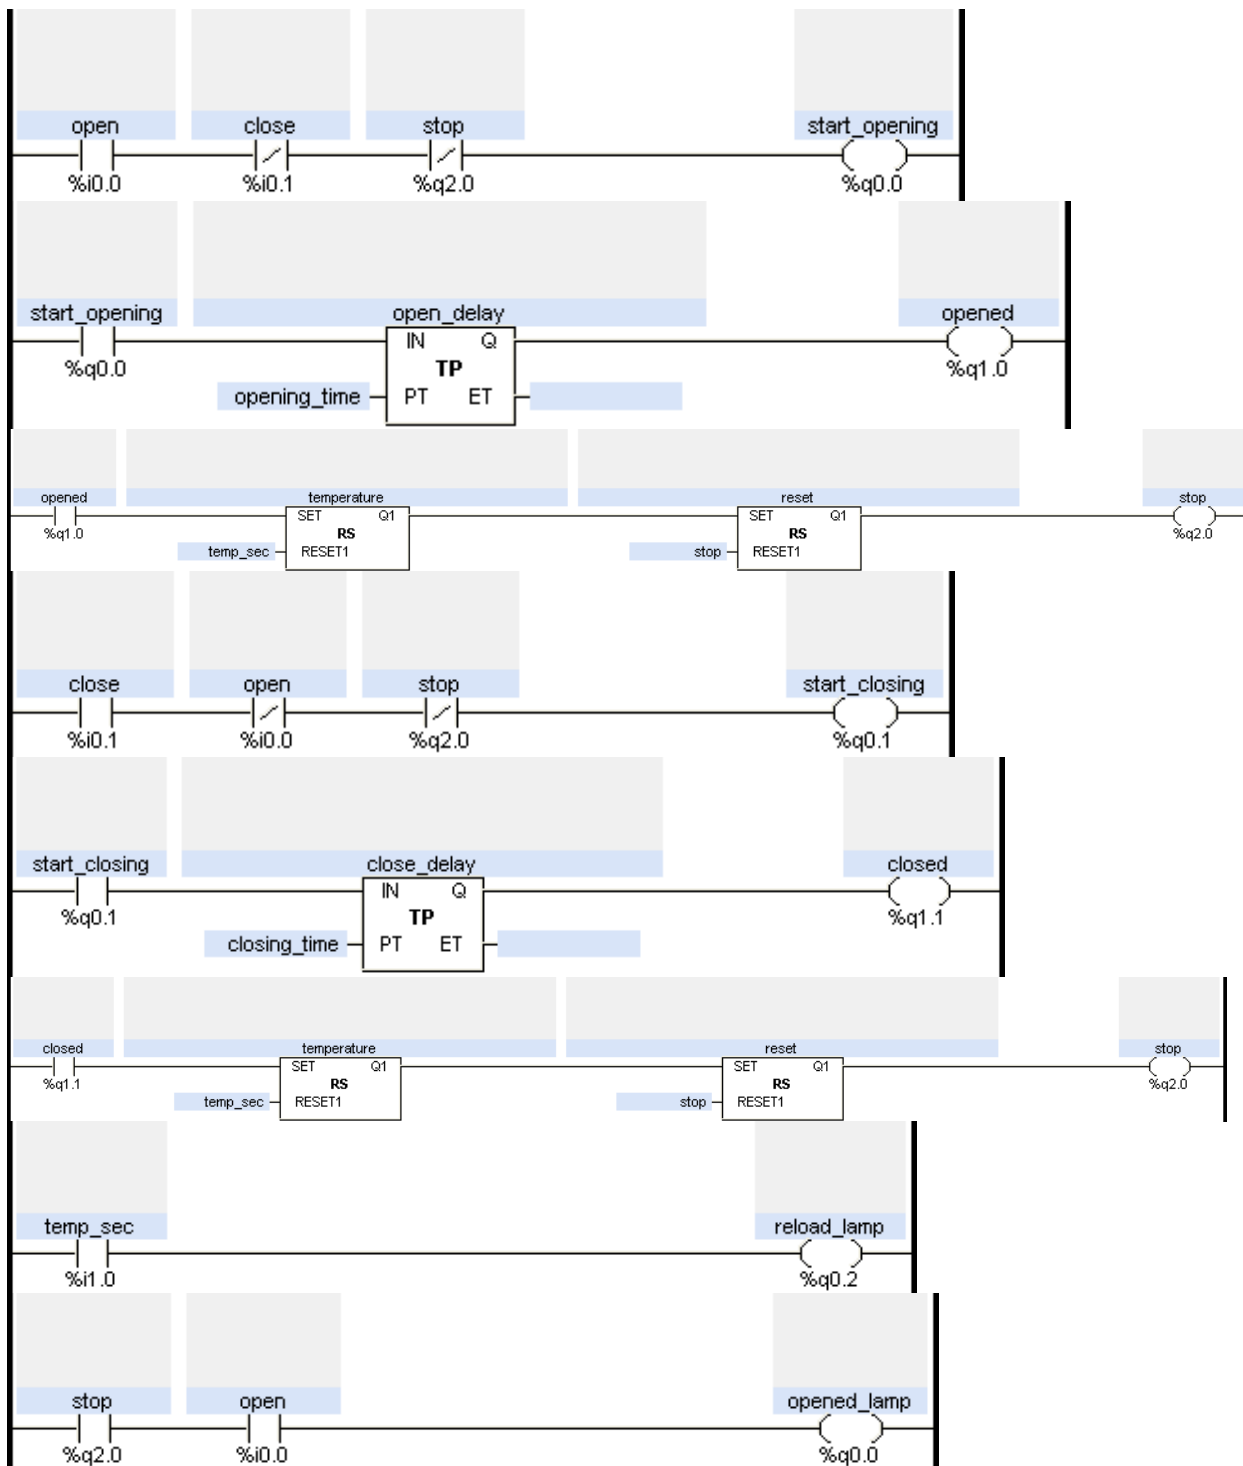 open close stop start_opening
%i0.0 %i0.1 %q2.0 %q0.0
start_opening open_delay opened
IN Q
%q0.0 TP %q1.0
opening_time PT ET
opened temperature reset stop
SET Q1 SET Q1
%q1.0 RS RS %q2.0
temp_sec RESET1 stop RESET1
close open stop start_closing
%i0.1 %i0.0 %q2.0 %q0.1
start_closing close_delay closed
IN Q
%q0.1 TP %q1.1
closing_time PT ET
closed temperature reset stop
SET Q1 SET Q1
%q1.1 RS RS %q2.0
temp_sec RESET1 stop RESET1
temp_sec reload_lamp
%i1.0 %q0.2
stop open opened_lamp
%q2.0 %i0.0 %q0.0